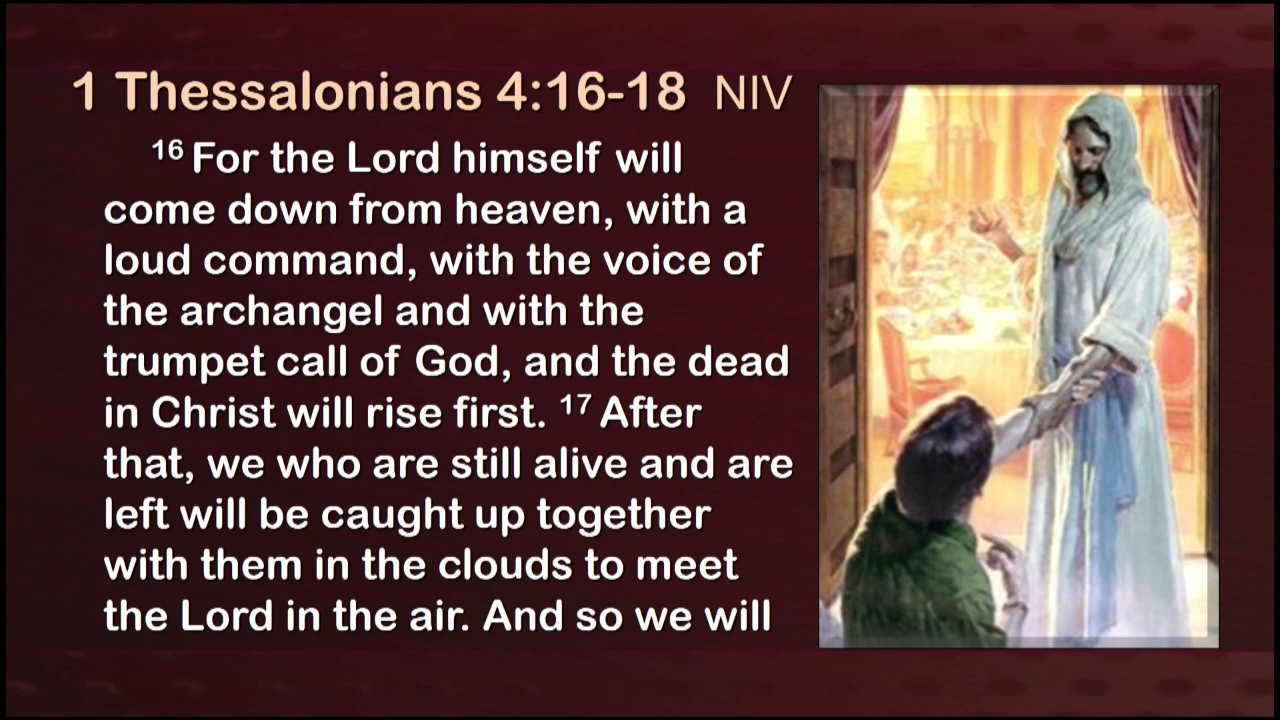 1 Thessalonians 4:16-18 NIV
16 For the Lord himself will
come down from heaven, with a
loud command, with the voice of
the archangel and with the
trumpet call of God, and the dead
in Christ will rise first. 17 After
that, we who are still alive and are
left will be caught up together
with them in the clouds to meet
the Lord in the air. And so we will